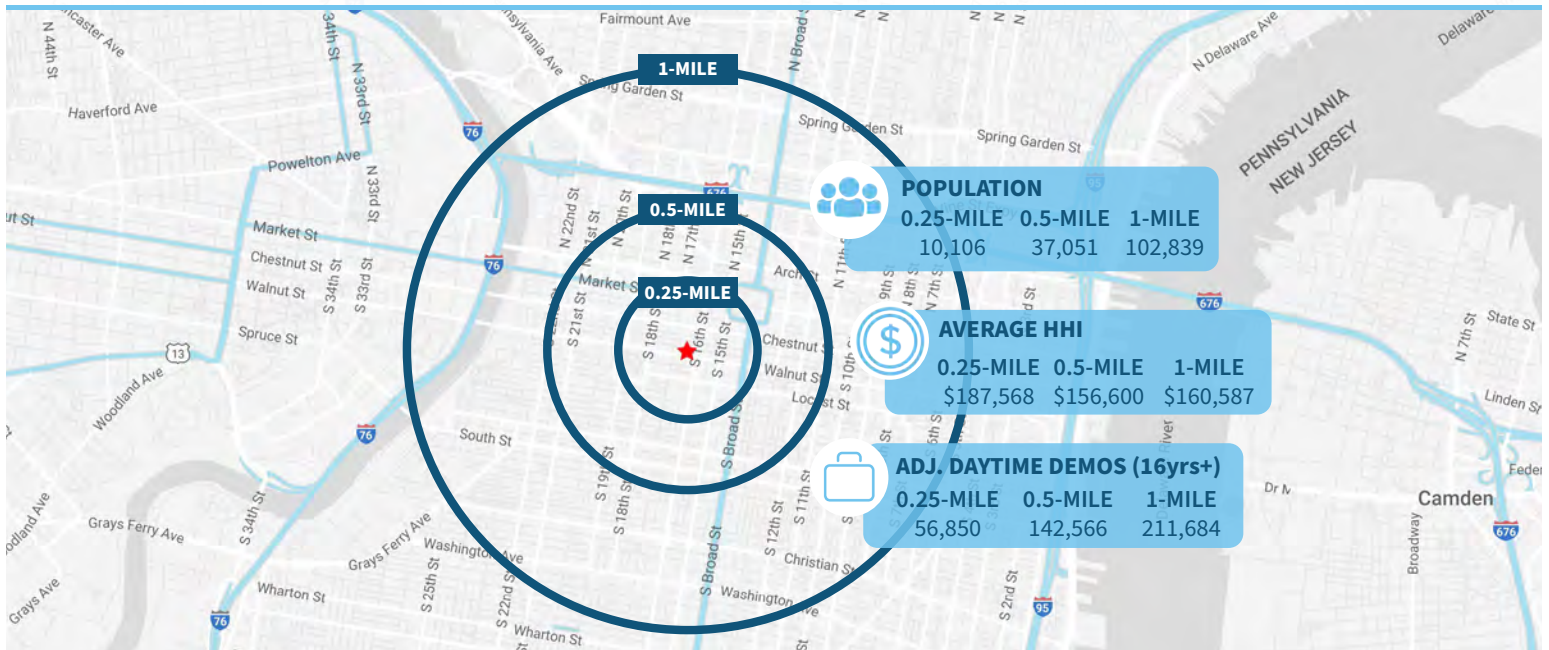 Fairmount Ave
N 44th St
34th St
N 33rd St
N Broad S
N Delaware Ave
Delaware
1-MILE
Haverford Ave
76
Spring Garden St
Spring Garden St
Spring Garden St
PENNSYLVANIA
NEW JERSEY
Powelton Ave
N 33rd St
676
POPULATION
0.25-MILE 0.5-MILE 1-MILE
10,106 37,051 102,839
0.5-MILE
N 22nd St
N 18th
N 17th
N 15th
N 11th
Market St
Chestnut St
Walnut St
S 34th St
S 33rd St
76
Arch St
9th St
N 8th St
N 7th St
Market S
0.25-MILE
676
State St
N 7th St
Spruce St
13
S 21st St
S 18th St
S 16th St
S 15th St
Chestnut S
Walnut St
Locust St
S 10th S
AVERAGE HHI
0.25-MILE 0.5-MILE 1-MILE
$187,568 $156,600 $160,587
Woodland Ave
Linden St
76
South St
S Broad St
S 19th St
S 18th St
S 11th St
S 12th St
ADJ. DAYTIME DEMOS (16yrs+)
0.25-MILE 0.5-MILE 1-MILE
56,850 142,566 211,684
Camden
Broadway
676
Grays Ferry Ave
S 34th St
Grays Ferry Ave
Washington Ave
S Broad St
Christian St
Grays Ave
Wharton St
S 25th St
S 22nd S
Washington Ave
S 2nd St
95
76
Wharton St